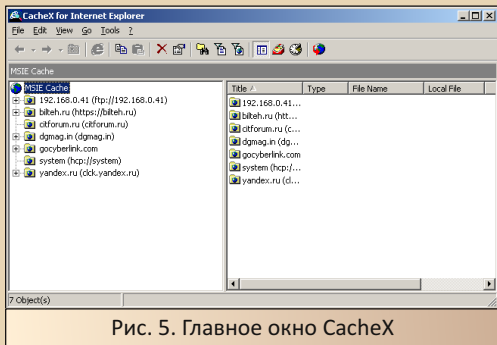 CacheX for Internet Explorer
File Edit View Go Tools ?
MSIE Cache
MSIE Cache
192.168.0.41 (ftp://192.168.0.41)
bilteh.ru (https://bilteh.ru)
citforum.ru (citforum.ru)
dgmag.in (dgmag.in)
gocyberlink.com
system (hcp://system)
yandex.ru (clck.yandex.ru)
Title Type File Name Local File
192.168.0.41...
bilteh.ru (htt...
citforum.ru (c...
dgmag.in (dg...
gocyberlink.com
system (hcp:/...
yandex.ru (cl...
7 Object(s)
Рис. 5. Главное окно CacheX